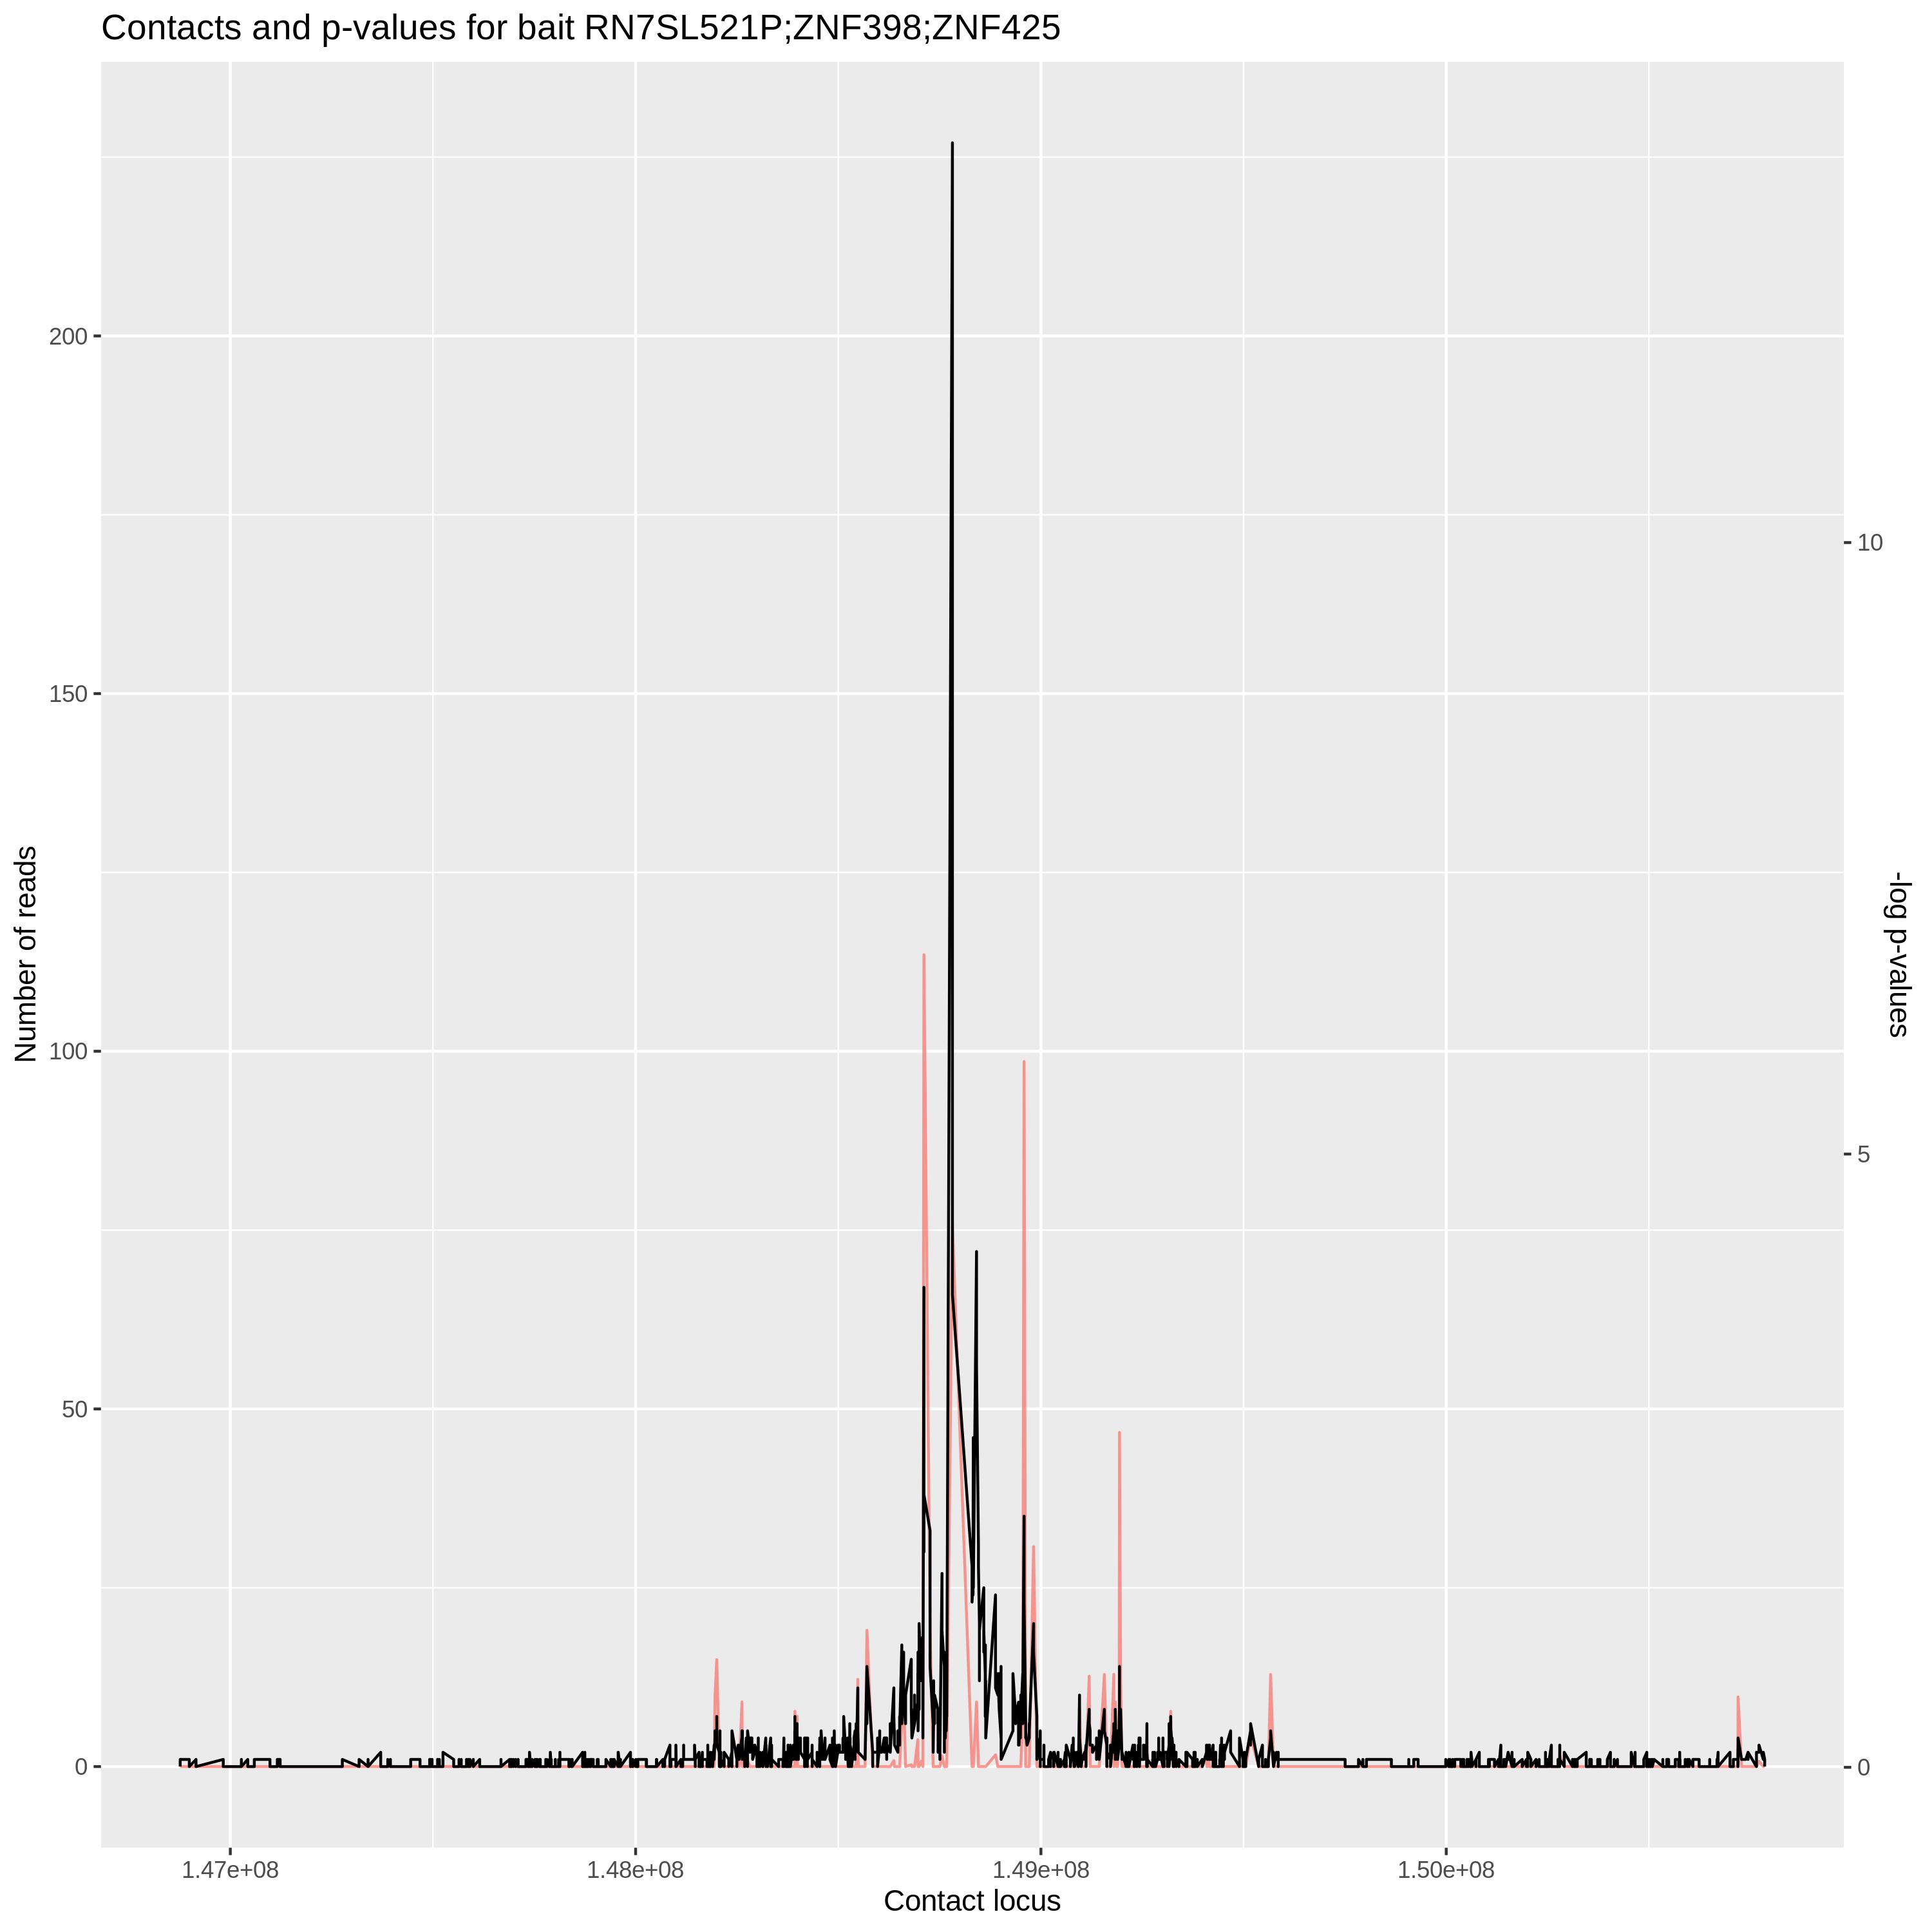 Contacts and p-values for bait RN7SL521P;ZNF398;ZNF425
Number of reads
200
150
100
50
0
10
5
0
-log p-values
1.47e+08
1.48e+08
1.49e+08
1.50e+08
Contact locus